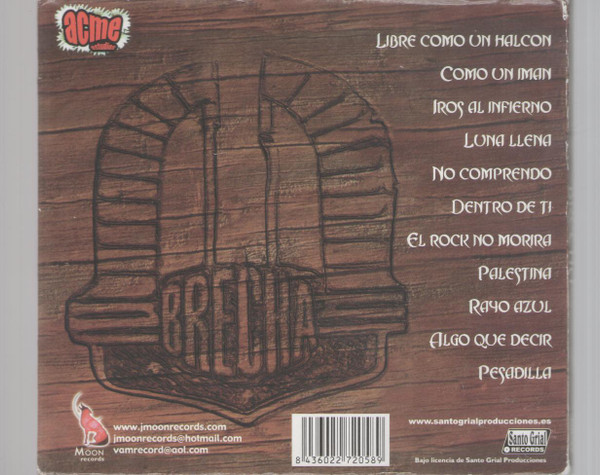 acme
studios
LIBRE COMO UN HALCON
COMO UN IMAN
IROS AL INFIERNO
LUNA LLENA
NO COMPRENDO
DENTRO DE TI
EL ROCK NO MORIRA
PALESTINA
RAYO AZUL
ALGO QUE DECIR
PESADILLA
BRECHA
MOON
records
www.jmoonrecords.com
jmoonrecords@hotmail.com
vamrecord@aol.com
8 436022 720589
www.santogrialproducciones.es
Santo Grial
RECORDS
Bajo licencia de Santo Grial Producciones